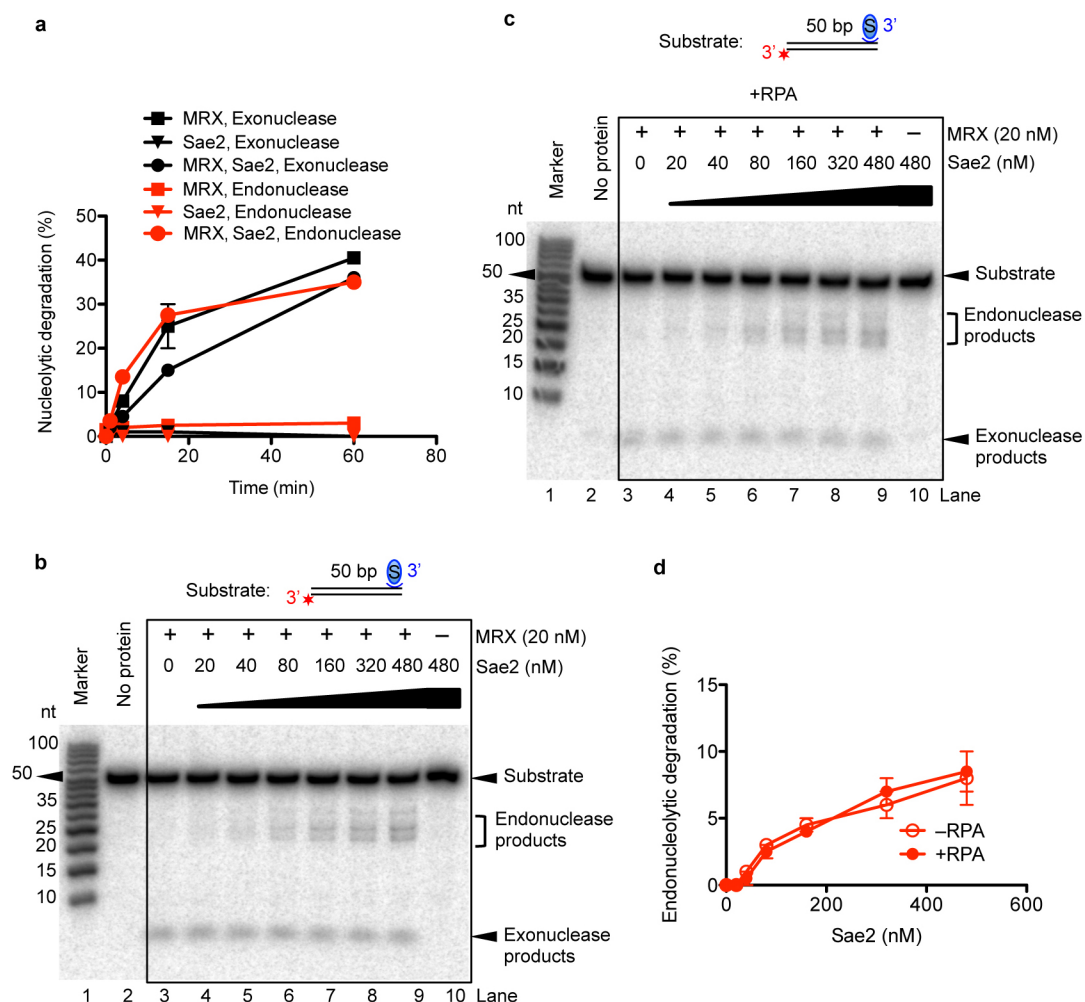 a
MRX, Exonuclease
Sae2, Exonuclease
MRX, Sae2, Exonuclease
MRX, Endonuclease
Sae2, Endonuclease
MRX, Sae2, Endonuclease
Nucleolytic degradation (%)
50
40
30
20
10
0
0 20 40 60 80
Time (min)
b
Substrate: 3' 50 bp S 3'
Marker
No protein
+ + + + + + + – MRX (20 nM)
0 20 40 80 160 320 480 480 Sae2 (nM)
nt
100
50
35
25
20
15
10
Substrate
Endonuclease
products
Exonuclease
products
1 2 3 4 5 6 7 8 9 10 Lane
c
Substrate: 3' 50 bp S 3'
+RPA
Marker
No protein
+ + + + + + + – MRX (20 nM)
0 20 40 80 160 320 480 480 Sae2 (nM)
nt
100
50
35
25
20
15
10
Substrate
Endonuclease
products
Exonuclease
products
1 2 3 4 5 6 7 8 9 10 Lane
d
Endonucleolytic degradation (%)
15
10
5
0
–RPA
+RPA
0 200 400 600
Sae2 (nM)